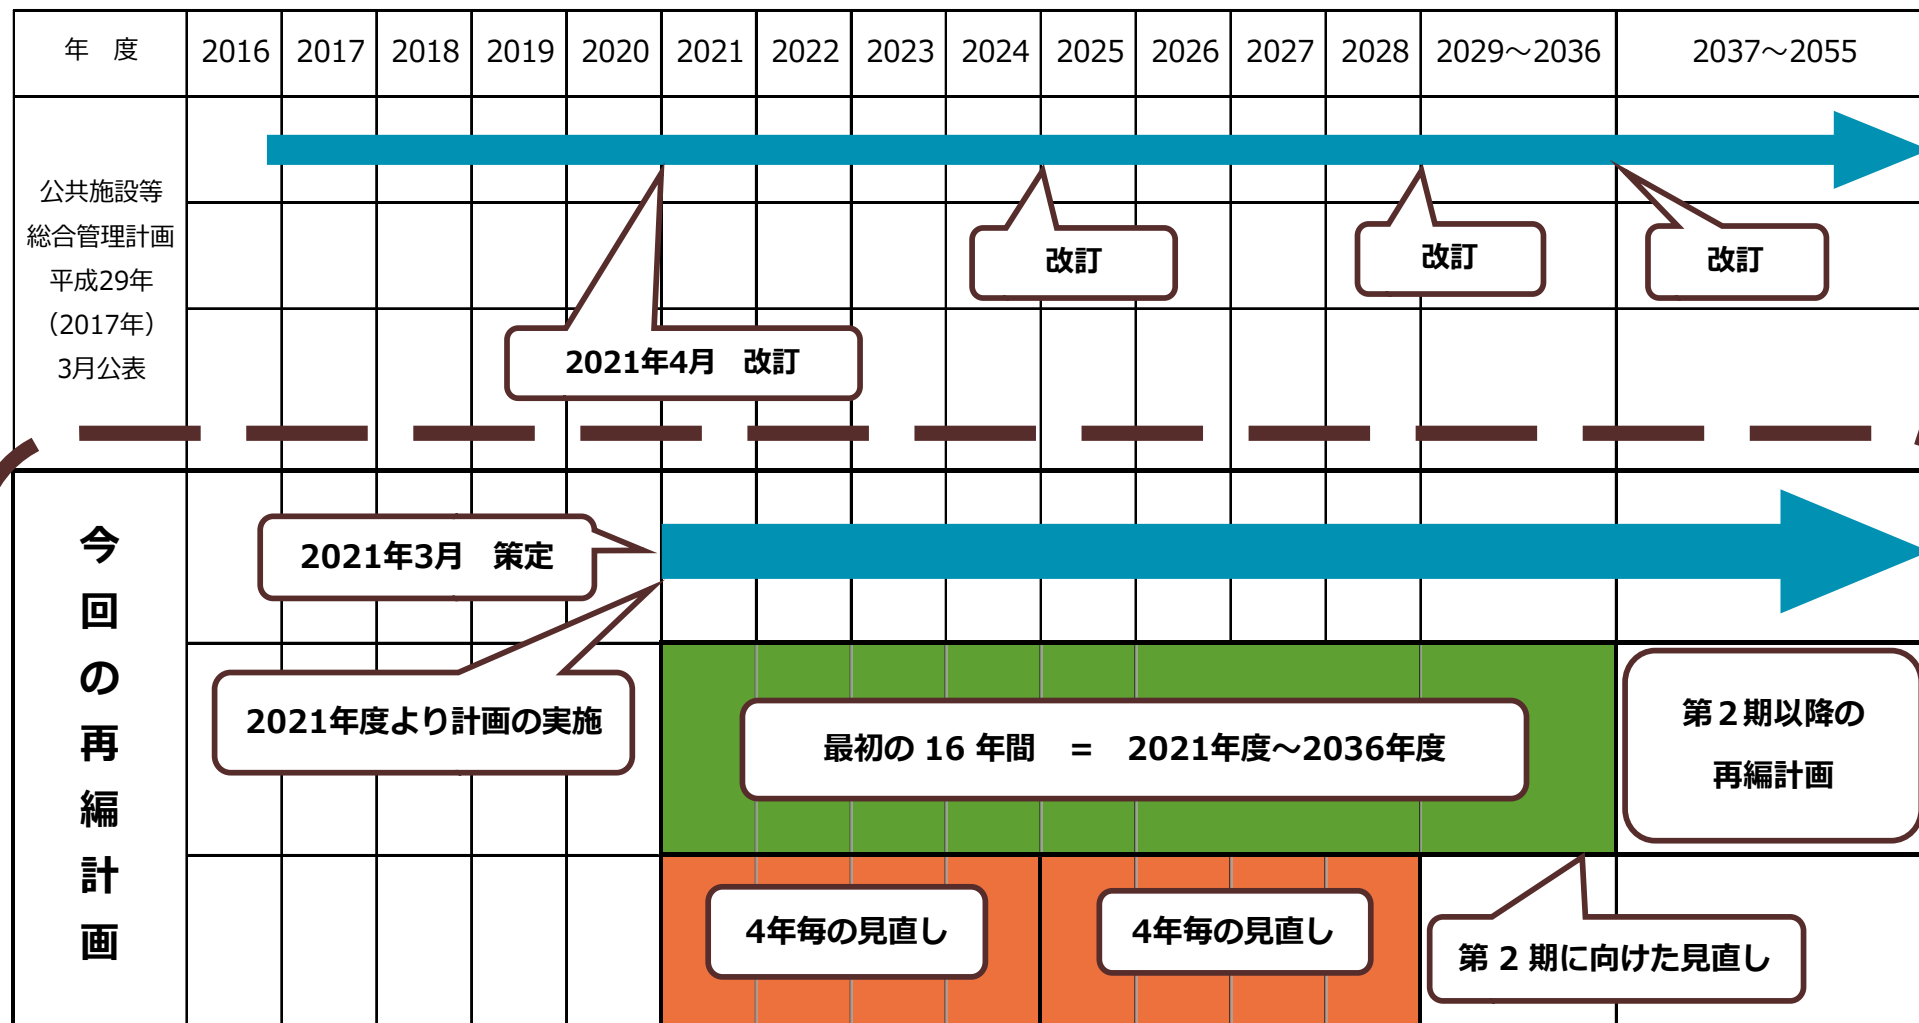 年　度
2016
2017
2018
2019
2020
2021
2022
2023
2024
2025
2026
2027
2028
2029～2036
2037～2055
公共施設等
総合管理計画
平成29年
（2017年）
3月公表
改訂
改訂
改訂
2021年4月　改訂
今回の再編計画
2021年3月　策定
2021年度より計画の実施
最初の 16 年間　=　2021年度～2036年度
第２期以降の
再編計画
4年毎の見直し
4年毎の見直し
第 2 期に向けた見直し